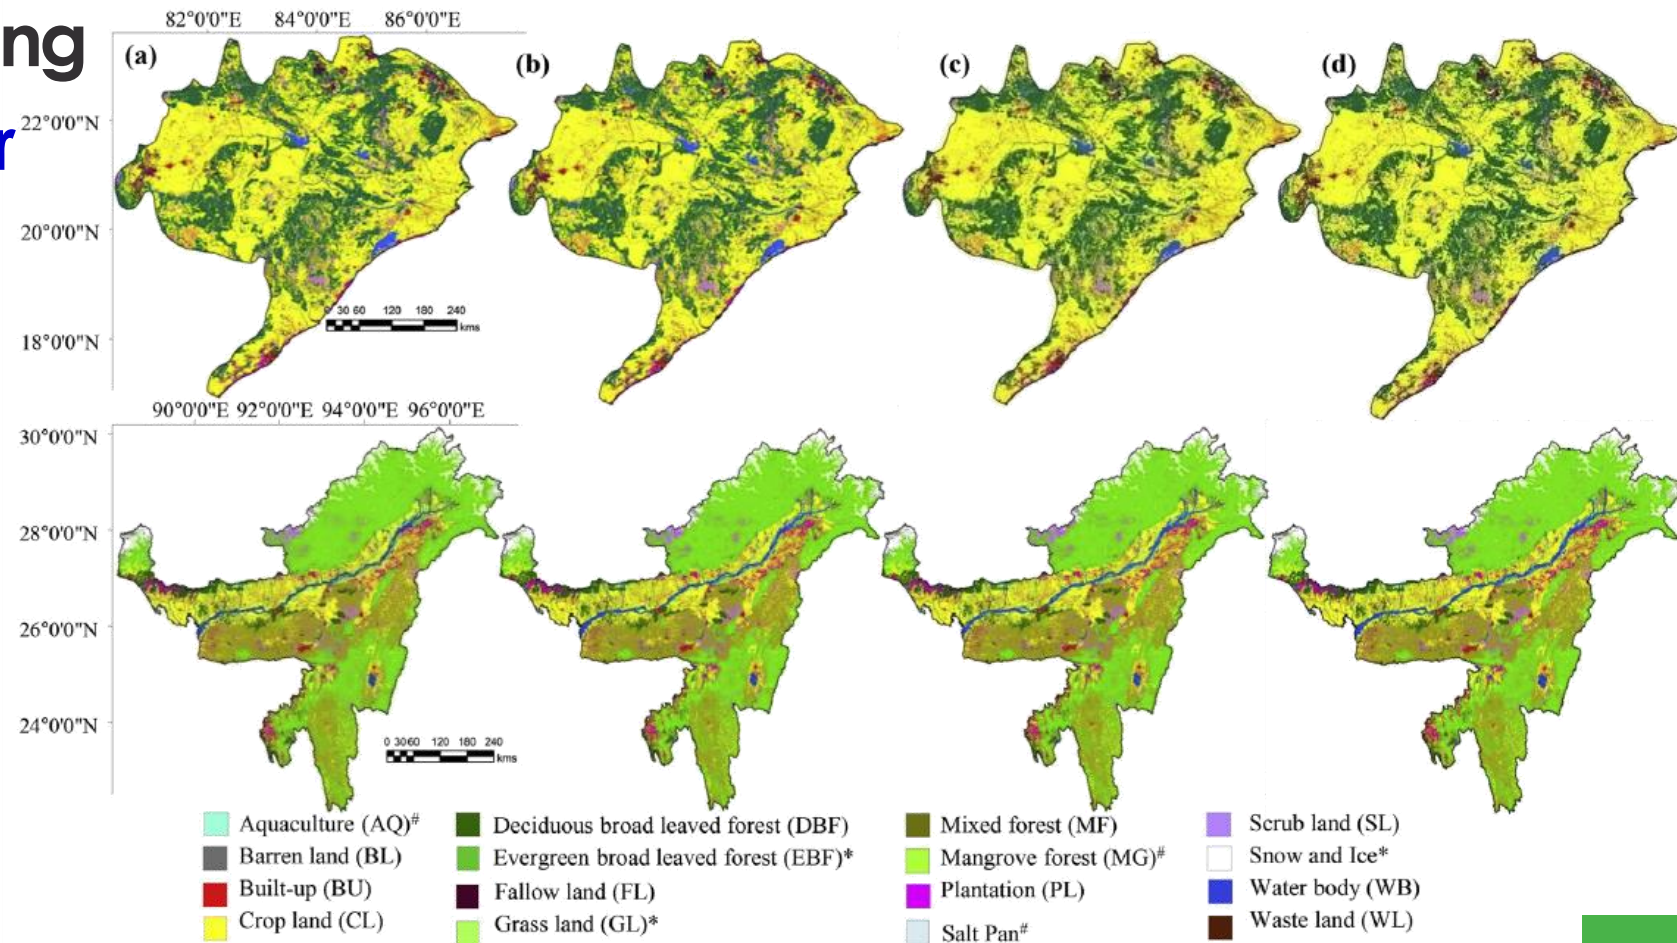 ng
r
82°0'0"E 84°0'0"E 86°0'0"E
(a) (b) (c) (d)
22°0'0"N
20°0'0"N
18°0'0"N
0 30 60 120 180 240
kms
90°0'0"E 92°0'0"E 94°0'0"E 96°0'0"E
30°0'0"N
28°0'0"N
26°0'0"N
24°0'0"N
0 30 60 120 180 240
kms
Aquaculture (AQ)#
Barren land (BL)
Built-up (BU)
Crop land (CL)
Deciduous broad leaved forest (DBF)
Evergreen broad leaved forest (EBF)*
Fallow land (FL)
Grass land (GL)*
Mixed forest (MF)
Mangrove forest (MG)#
Plantation (PL)
Salt Pan#
Scrub land (SL)
Snow and Ice*
Water body (WB)
Waste land (WL)